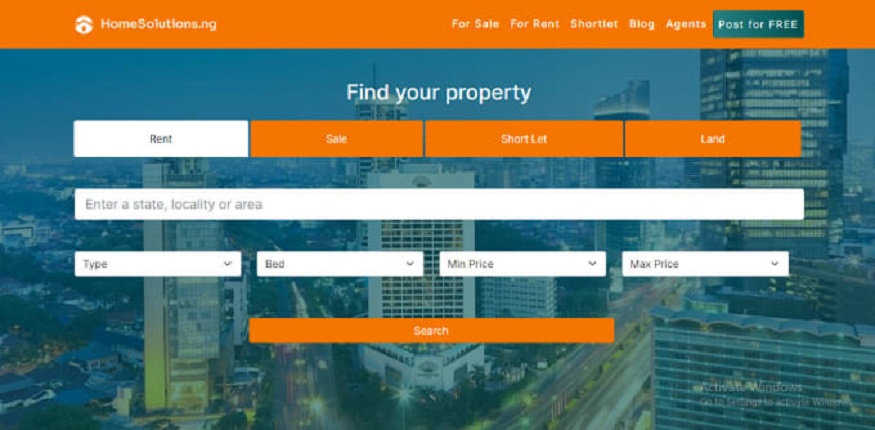 HomeSolutions.ng
For Sale For Rent Shortlet Blog Agents Post for FREE
Find your property
Rent Sale Short Let Land
Enter a state, locality or area
Type Bed Min Price Max Price
Search
Activate Windows
Go to Settings to activate Windows.